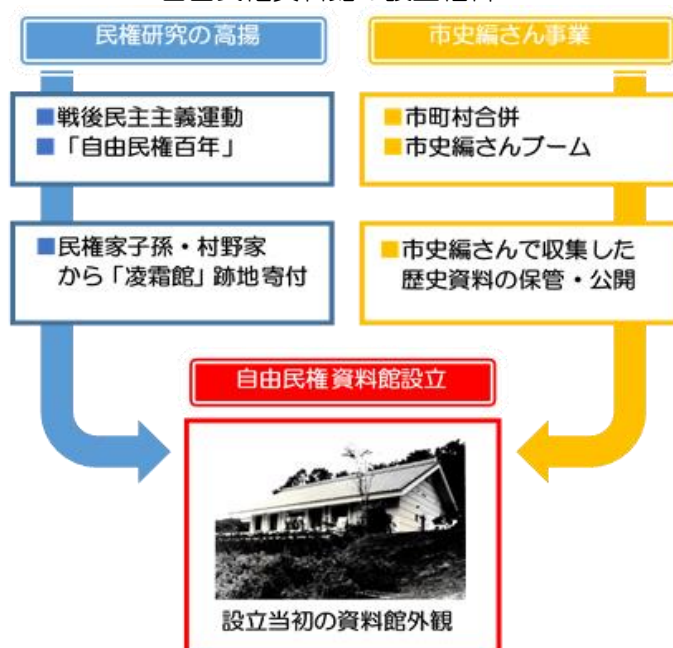 民権研究の高揚
■戦後民主主義運動
■「自由民権百年」
■民権家子孫・村野家
から「凌霜館」跡地寄付
市史編さん事業
■市町村合併
■市史編さんブーム
■市史編さんで収集した
歴史資料の保管・公開
自由民権資料館設立
設立当初の資料館外観